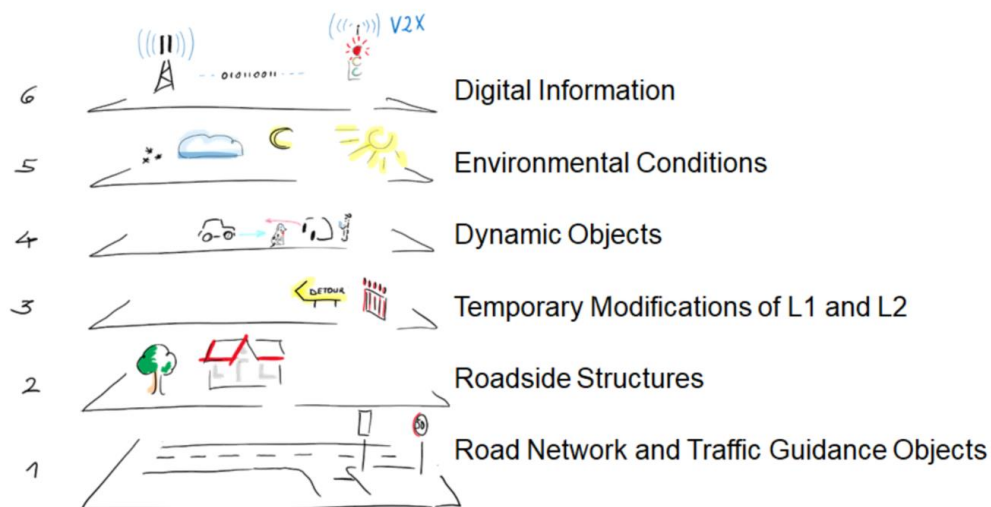 V2X
010110011
6 Digital Information
5 Environmental Conditions
4 Dynamic Objects
DETOUR
3 Temporary Modifications of L1 and L2
2 Roadside Structures
1 Road Network and Traffic Guidance Objects